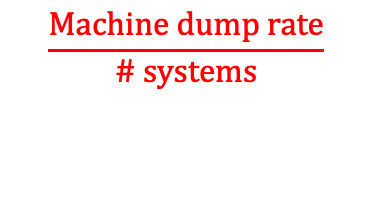 Machine dump rate
# systems